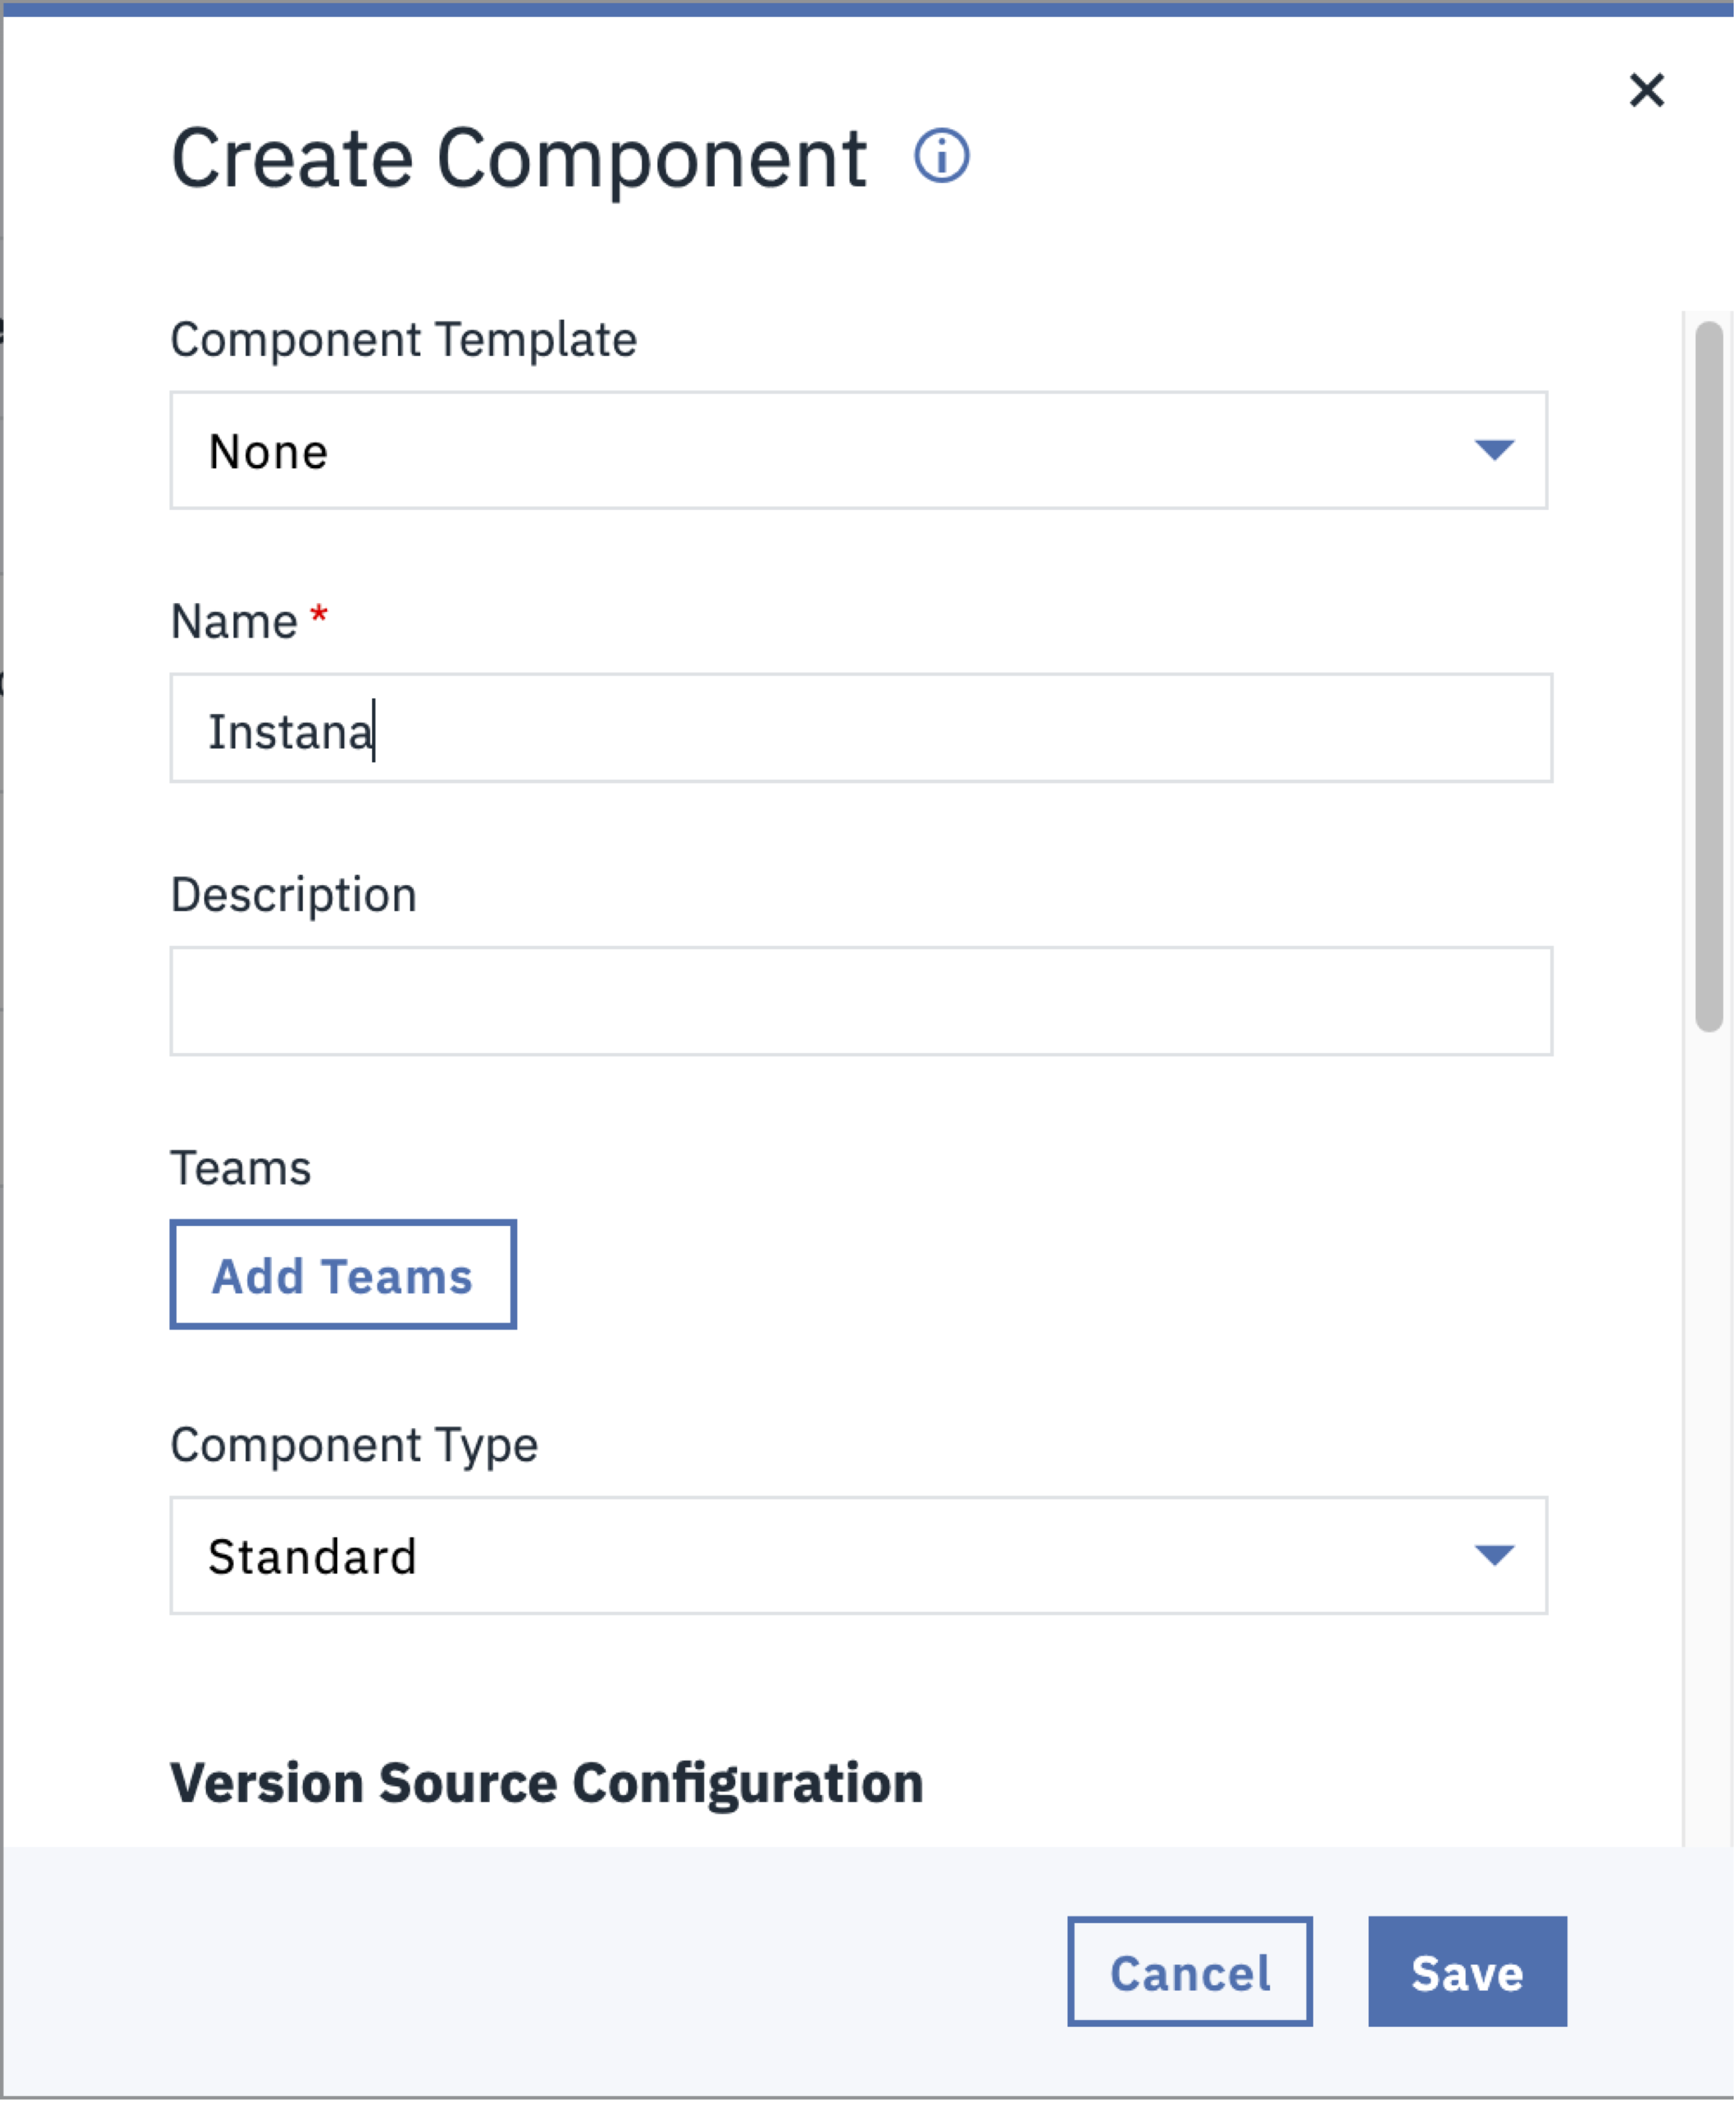 Create Component
Component Template
None
Name *
Instana
Description
Teams
Add Teams
Component Type
Standard
Version Source Configuration
Cancel Save